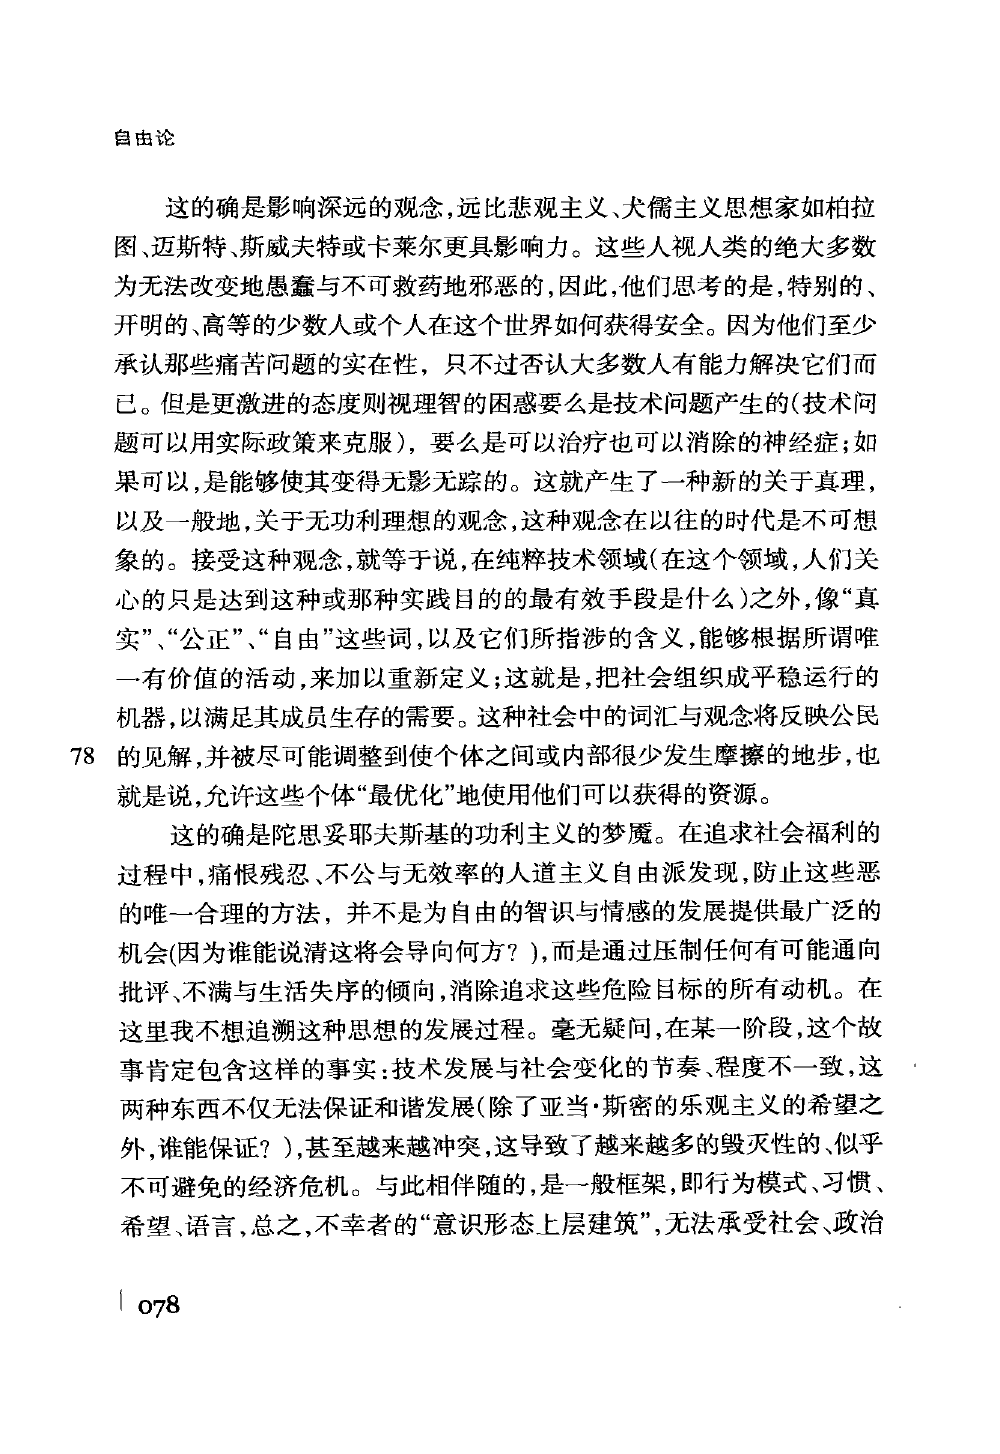 自由论
这的确是影响深远的观念,远比悲观主义、犬儒主义思想家如柏拉
图、迈斯特、斯威夫特或卡莱尔更具影响力。这些人视人类的绝大多数
为无法改变地愚蠢与不可救药地邪恶的,因此,他们思考的是,特别的、
开明的、高等的少数人或个人在这个世界如何获得安全。因为他们至少
承认那些痛苦问题的实在性，只不过否认大多数人有能力解决它们而
已。但是更激进的态度则视理智的困惑要么是技术问题产生的(技术问
题可以用实际政策来克服)，要么是可以治疗也可以消除的神经症;如
果可以,是能够使其变得无影无踪的。这就产生了一种新的关于真理,
以及一般地,关于无功利理想的观念,这种观念在以往的时代是不可想
象的。接受这种观念,就等于说,在纯粹技术领域(在这个领域,人们关
心的只是达到这种或那种实践目的的最有效手段是什么)之外,像“真
实”、“公正”、“自由”这些词,以及它们所指涉的含义,能够根据所谓唯
一有价值的活动,来加以重新定义;这就是,把社会组织成平稳运行的
机器,以满足其成员生存的需要。这种社会中的词汇与观念将反映公民
78 的见解,并被尽可能调整到使个体之间或内部很少发生摩擦的地步,也
就是说,允许这些个体“最优化”地使用他们可以获得的资源。
这的确是陀思妥耶夫斯基的功利主义的梦魇。在追求社会福利的
过程中,痛恨残忍、不公与无效率的人道主义自由派发现,防止这些恶
的唯一合理的方法，并不是为自由的智识与情感的发展提供最广泛的
机会(因为谁能说清这将会导向何方？),而是通过压制任何有可能通向
批评、不满与生活失序的倾向,消除追求这些危险目标的所有动机。在
这里我不想追溯这种思想的发展过程。毫无疑问,在某一阶段,这个故
事肯定包含这样的事实:技术发展与社会变化的节奏、程度不一致,这
两种东西不仅无法保证和谐发展(除了亚当·斯密的乐观主义的希望之
外,谁能保证？),甚至越来越冲突,这导致了越来越多的毁灭性的、似乎
不可避免的经济危机。与此相伴随的,是一般框架,即行为模式、习惯、
希望、语言,总之,不幸者的“意识形态上层建筑”,无法承受社会、政治
078